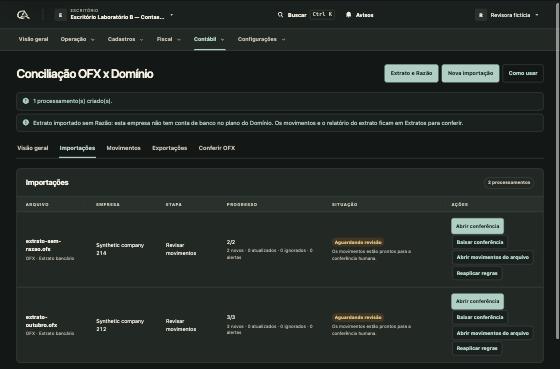 CA
ESCRITÓRIO
E Escritório Laboratório B — Contas...
Buscar Ctrl K
Avisos
R Revisora fictícia
Visão geral Operação Cadastros Fiscal Contábil Configurações
Conciliação OFX x Domínio
Extrato e Razão Nova importação Como usar
1 processamento(s) criado(s).
Extrato importado sem Razão: esta empresa não tem conta de banco no plano do Domínio. Os movimentos e o relatório do extrato ficam em Extratos para conferir.
Visão geral Importações Movimentos Exportações Conferir OFX
Importações
2 processamentos
ARQUIVO EMPRESA ETAPA PROGRESSO SITUAÇÃO AÇÕES
extrato-sem-
razao.ofx
OFX · Extrato bancário
Synthetic company
214
Revisar
movimentos
2/2
2 novos · 0 atualizados · 0 ignorados · 0
alertas
Aguardando revisão
Os movimentos estão prontos para a
conferência humana.
Abrir conferência
Baixar conferência
Abrir movimentos do arquivo
Reaplicar regras
extrato-
outubro.ofx
OFX · Extrato bancário
Synthetic company
212
Revisar
movimentos
3/3
3 novos · 0 atualizados · 0 ignorados · 0
alertas
Aguardando revisão
Os movimentos estão prontos para a
conferência humana.
Abrir conferência
Baixar conferência
Abrir movimentos do arquivo
Reaplicar regras